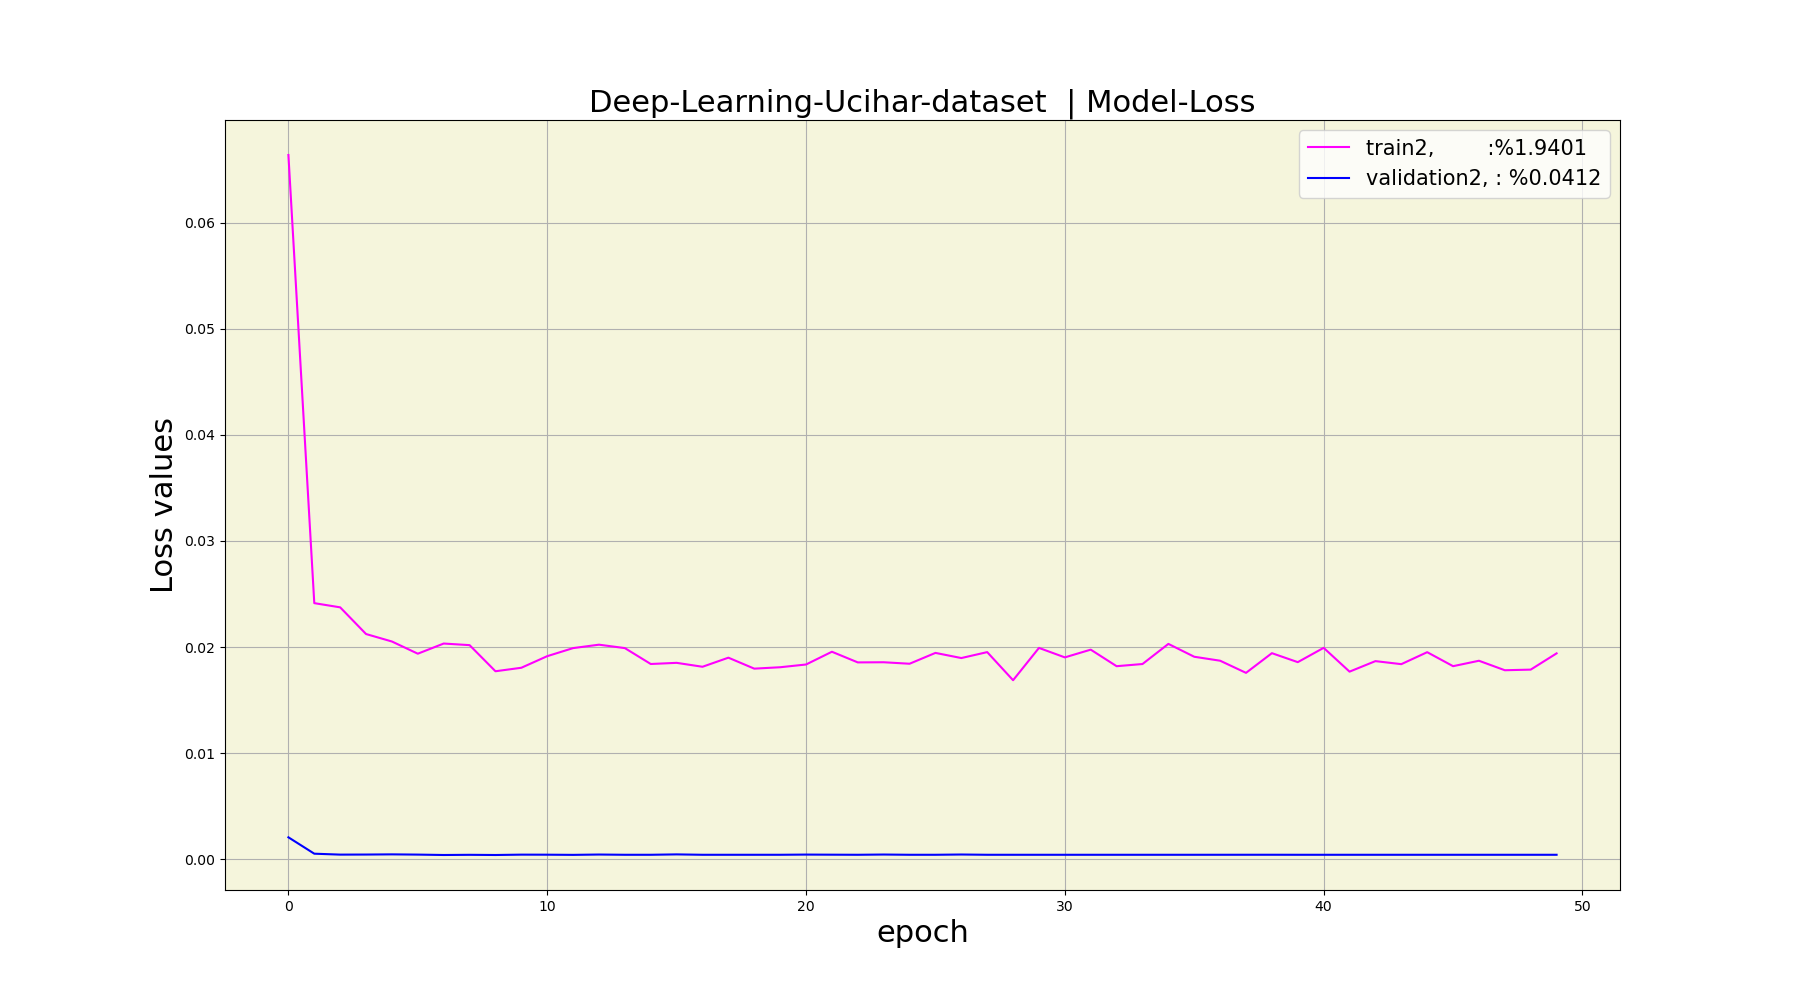 Deep-Learning-Ucihar-dataset  | Model-Loss
train2,        :%1.9401
validation2, : %0.0412
Loss values
0.06
0.05
0.04
0.03
0.02
0.01
0.00
0 10 20 30 40 50
epoch